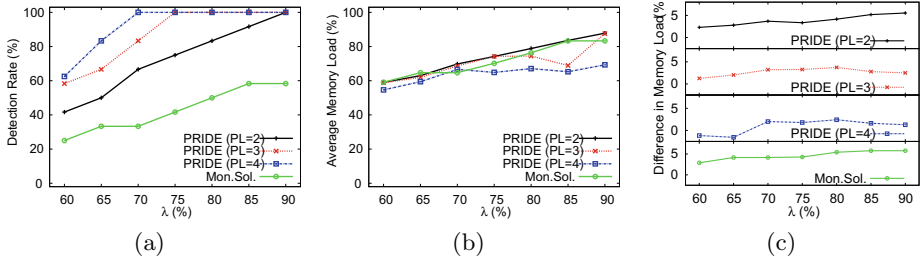 Detection Rate (%)
100
80
60
40
20
0
PRIDE (PL=2)
PRIDE (PL=3)
PRIDE (PL=4)
Mon.Sol.
60 65 70 75 80 85 90
λ (%)
(a)
Average Memory Load (%)
100
80
60
40
20
0
PRIDE (PL=2)
PRIDE (PL=3)
PRIDE (PL=4)
Mon.Sol.
60 65 70 75 80 85 90
λ (%)
(b)
Difference in Memory Load (%)
5
0
PRIDE (PL=2)
5
0
PRIDE (PL=3)
5
0
PRIDE (PL=4)
5
0
Mon.Sol.
60 65 70 75 80 85 90
λ (%)
(c)